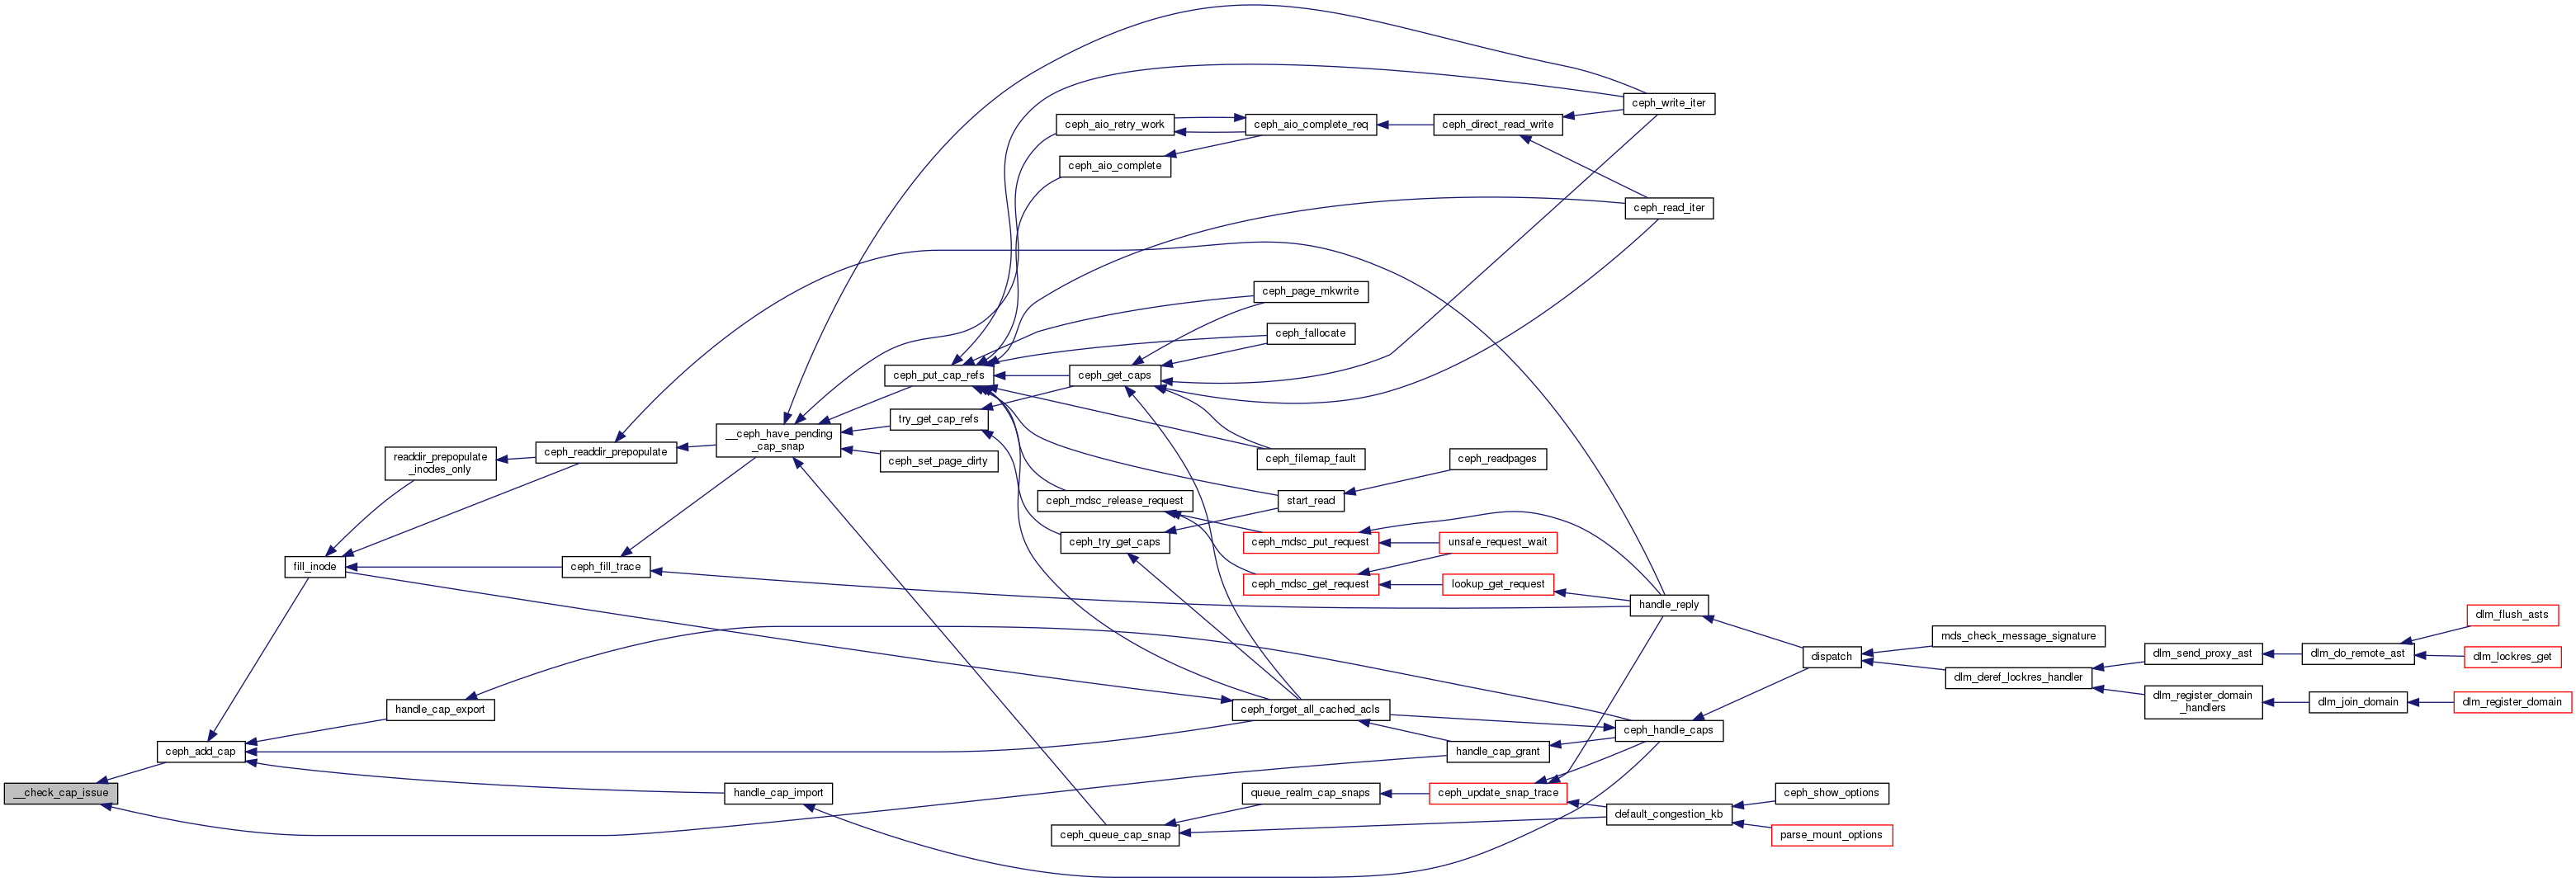 ceph_write_iter
ceph_aio_retry_work
ceph_aio_complete_req
ceph_direct_read_write
ceph_aio_complete
ceph_read_iter
ceph_page_mkwrite
ceph_fallocate
ceph_put_cap_refs
ceph_get_caps
try_get_cap_refs
__ceph_have_pending
_cap_snap
ceph_readdir_prepopulate
readdir_prepopulate
_inodes_only
ceph_set_page_dirty
ceph_filemap_fault
ceph_readpages
ceph_mdsc_release_request
start_read
ceph_try_get_caps
ceph_mdsc_put_request
unsafe_request_wait
fill_inode
ceph_fill_trace
ceph_mdsc_get_request
lookup_get_request
handle_reply
dlm_flush_asts
mds_check_message_signature
dispatch
dlm_send_proxy_ast
dlm_do_remote_ast
dlm_lockres_get
dlm_deref_lockres_handler
dlm_register_domain
_handlers
dlm_join_domain
dlm_register_domain
handle_cap_export
ceph_forget_all_cached_acls
ceph_handle_caps
ceph_add_cap
handle_cap_grant
__check_cap_issue
handle_cap_import
queue_realm_cap_snaps
ceph_update_snap_trace
ceph_show_options
default_congestion_kb
ceph_queue_cap_snap
parse_mount_options